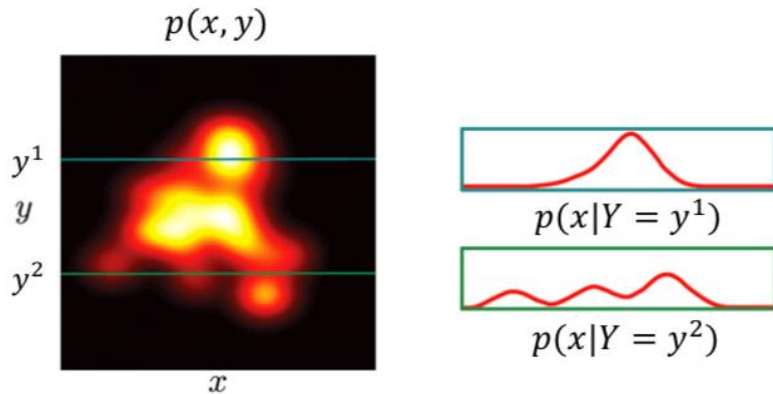 p(x, y)
y¹
y
y²
x
p(x|Y = y¹)
p(x|Y = y²)